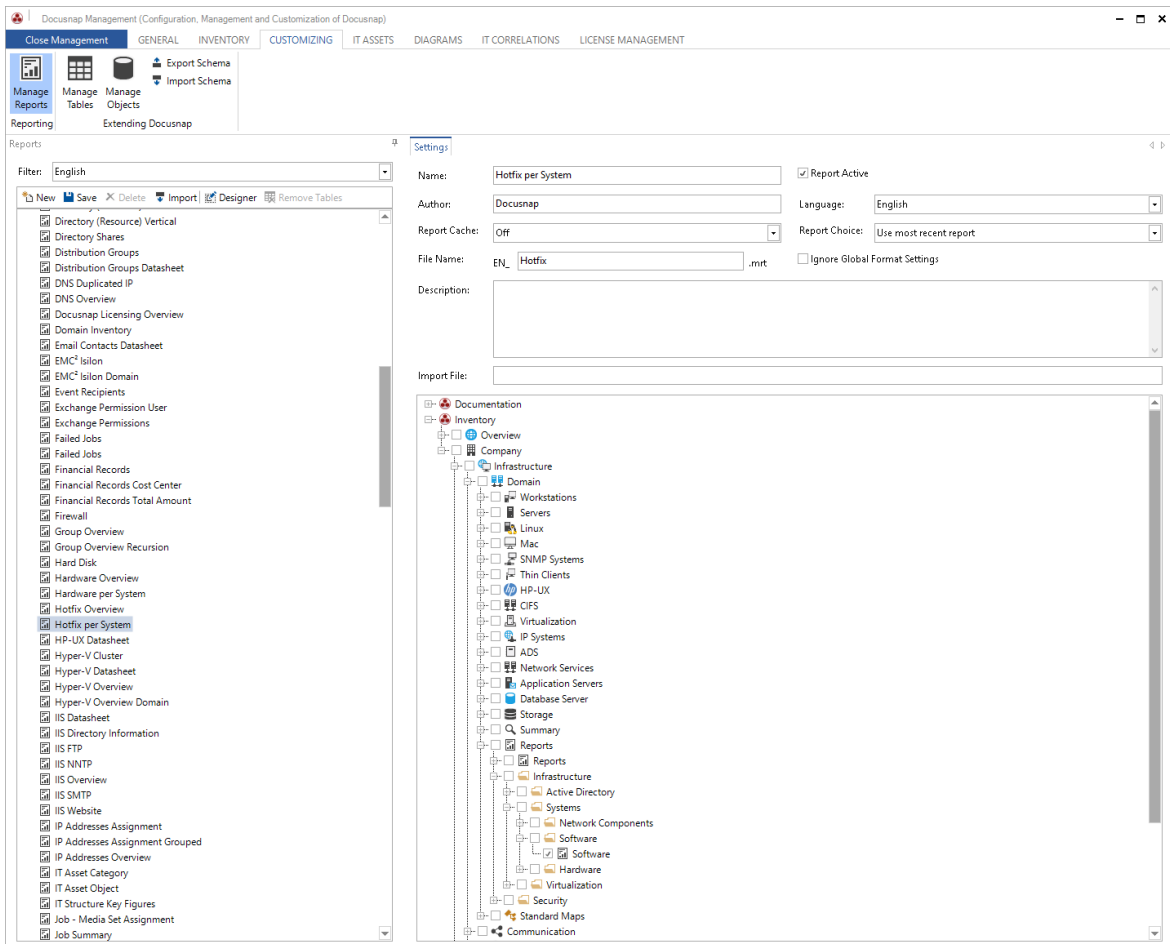 Docusnap Management (Configuration, Management and Customization of Docusnap)
Close Management GENERAL INVENTORY CUSTOMIZING IT ASSETS DIAGRAMS IT CORRELATIONS LICENSE MANAGEMENT
Manage Reports
Manage Tables
Manage Objects
Export Schema
Import Schema
Reporting
Extending Docusnap
Reports
Filter: English
New Save Delete Import Designer Remove Tables
Directory (Resource) Vertical
Directory Shares
Distribution Groups
Distribution Groups Datasheet
DNS Duplicated IP
DNS Overview
Docusnap Licensing Overview
Domain Inventory
Email Contacts Datasheet
EMC² Isilon
EMC² Isilon Domain
Event Recipients
Exchange Permission User
Exchange Permissions
Failed Jobs
Failed Jobs
Financial Records
Financial Records Cost Center
Financial Records Total Amount
Firewall
Group Overview
Group Overview Recursion
Hard Disk
Hardware Overview
Hardware per System
Hotfix Overview
Hotfix per System
HP-UX Datasheet
Hyper-V Cluster
Hyper-V Datasheet
Hyper-V Overview
Hyper-V Overview Domain
IIS Datasheet
IIS Directory Information
IIS FTP
IIS NNTP
IIS Overview
IIS SMTP
IIS Website
IP Addresses Assignment
IP Addresses Assignment Grouped
IP Addresses Overview
IT Asset Category
IT Asset Object
IT Structure Key Figures
Job - Media Set Assignment
Job Summary
Settings
Name: Hotfix per System
Report Active
Author: Docusnap
Language: English
Report Cache: Off
Report Choice: Use most recent report
File Name: EN_ Hotfix .mrt
Ignore Global Format Settings
Description:
Import File:
Documentation
Inventory
Overview
Company
Infrastructure
Domain
Workstations
Servers
Linux
Mac
SNMP Systems
Thin Clients
HP-UX
CIFS
Virtualization
IP Systems
ADS
Network Services
Application Servers
Database Server
Storage
Summary
Reports
Reports
Infrastructure
Active Directory
Systems
Network Components
Software
Software
Hardware
Virtualization
Security
Standard Maps
Communication